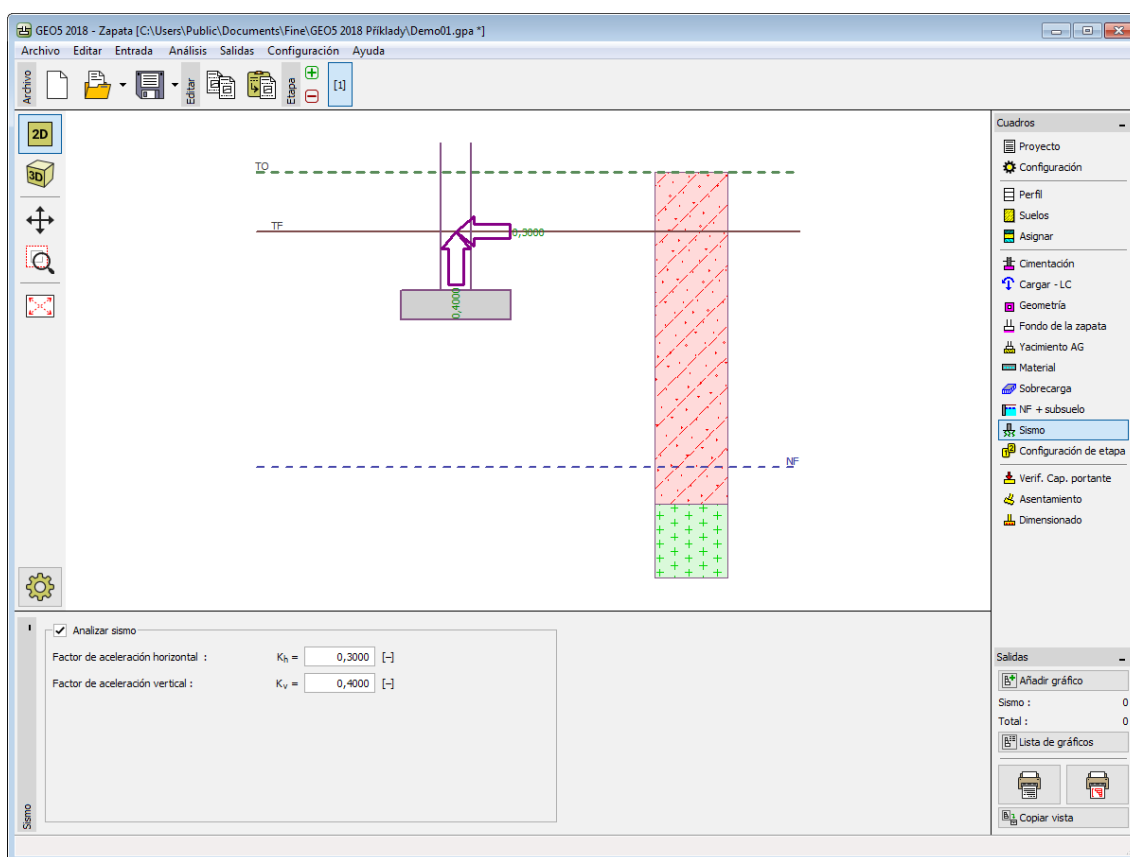 GEO5 2018 - Zapata [C:\Users\Public\Documents\Fine\GEO5 2018 Příklady\Demo01.gpa *]
Archivo Editar Entrada Análisis Salidas Configuración Ayuda
Archivo
Editar
Etapa
[1]
2D
3D
TO
TF
0,3000
0,4000
NF
Cuadros
Proyecto
Configuración
Perfil
Suelos
Asignar
Cimentación
Cargar - LC
Geometría
Fondo de la zapata
Yacimiento AG
Material
Sobrecarga
NF + subsuelo
Sismo
Configuración de etapa
Verif. Cap. portante
Asentamiento
Dimensionado
Sismo
Analizar sismo
Factor de aceleración horizontal : Kh = 0,3000 [–]
Factor de aceleración vertical : Kv = 0,4000 [–]
Salidas
Añadir gráfico
Sismo : 0
Total : 0
Lista de gráficos
Copiar vista